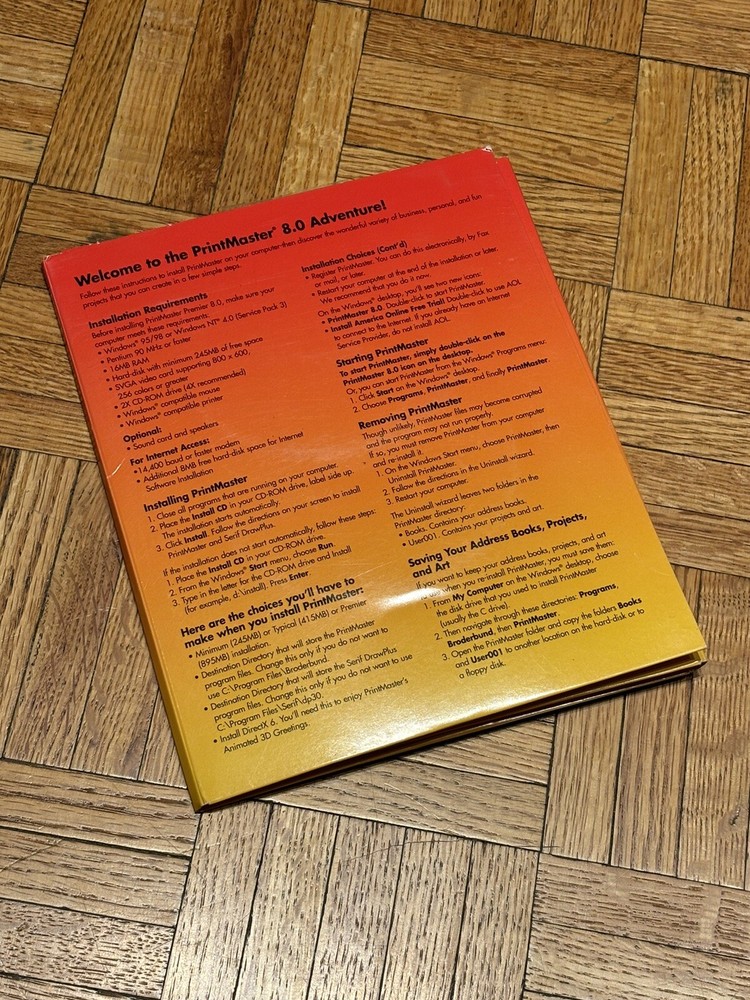 Welcome to the PrintMaster® 8.0 Adventure!
Follow these instructions to install PrintMaster on your computer-then discover the wonderful variety of business, personal, and fun
projects that you can create in a few simple steps.
Installation Requirements
Before installing PrintMaster Premier 8.0, make sure your
computer meets these requirements:
• Windows® 95/98 or Windows NT® 4.0 (Service Pack 3)
• Pentium 90 MHz or faster
• 16MB RAM
• Hard-disk with minimum 245MB of free space
• SVGA video card supporting 800 x 600,
256 colors or greater
• 2X CD-ROM drive (4X recommended)
• Windows® compatible mouse
• Windows® compatible printer
Optional:
• Sound card and speakers
For Internet Access:
• 14,400 baud or faster modem
• Additional 8MB free hard-disk space for Internet
Software Installation
Installing PrintMaster
1. Close all programs that are running on your computer.
2. Place the Install CD in your CD-ROM drive, label side up.
The installation starts automatically.
3. Click Install. Follow the directions on your screen to install
PrintMaster and Serif DrawPlus.
If the installation does not start automatically, follow these steps:
1. Place the Install CD in your CD-ROM drive.
2. From the Windows® Start menu, choose Run.
3. Type in the letter for the CD-ROM drive and Install
(for example, d:\install). Press Enter.
Here are the choices you'll have to
make when you install PrintMaster:
• Minimum (245MB) or Typical (415MB) or Premier
(895MB) installation.
• Destination Directory that will store the PrintMaster
program files. Change this only if you do not want to
use C:\Program Files\Broderbund.
• Destination Directory that will store the Serif DrawPlus
program files. Change this only if you do not want to use
C:\Program Files\Serif\dp30.
• Install DirectX 6. You'll need this to enjoy PrintMaster's
Animated 3D Greetings.
Installation Choices (Cont'd)
• Register PrintMaster. You can do this electronically, by Fax
or mail, or later.
• Restart your computer at the end of the installation or later.
We recommend that you do it now.
On the Windows® desktop, you'll see two new icons:
• PrintMaster 8.0. Double-click to start PrintMaster.
• Install America Online Free Trial! Double-click to use AOL
to connect to the Internet. If you already have an Internet
Service Provider, do not install AOL.
Starting PrintMaster
To start PrintMaster, simply double-click on the
PrintMaster 8.0 icon on the desktop.
Or, you can start PrintMaster from the Windows® Programs menu:
1. Click Start on the Windows® desktop.
2. Choose Programs, PrintMaster, and finally PrintMaster.
Removing PrintMaster
Though unlikely, PrintMaster files may become corrupted
and the program may not run properly.
If so, you must remove PrintMaster from your computer
and re-install it.
1. On the Windows Start menu, choose PrintMaster, then
Uninstall PrintMaster.
2. Follow the directions in the Uninstall wizard.
3. Restart your computer.
The Uninstall wizard leaves two folders in the
PrintMaster directory:
• Books. Contains your address books.
• User001. Contains your projects and art.
Saving Your Address Books, Projects,
and Art
If you want to keep your address books, projects, and art
to use when you re-install PrintMaster, you must save them:
1. From My Computer on the Windows® desktop, choose
the disk drive that you used to install PrintMaster
(usually the C drive).
2. Then navigate through these directories: Programs,
Broderbund, then PrintMaster.
3. Open the PrintMaster folder and copy the folders Books
and User001 to another location on the hard-disk or to
a floppy disk.